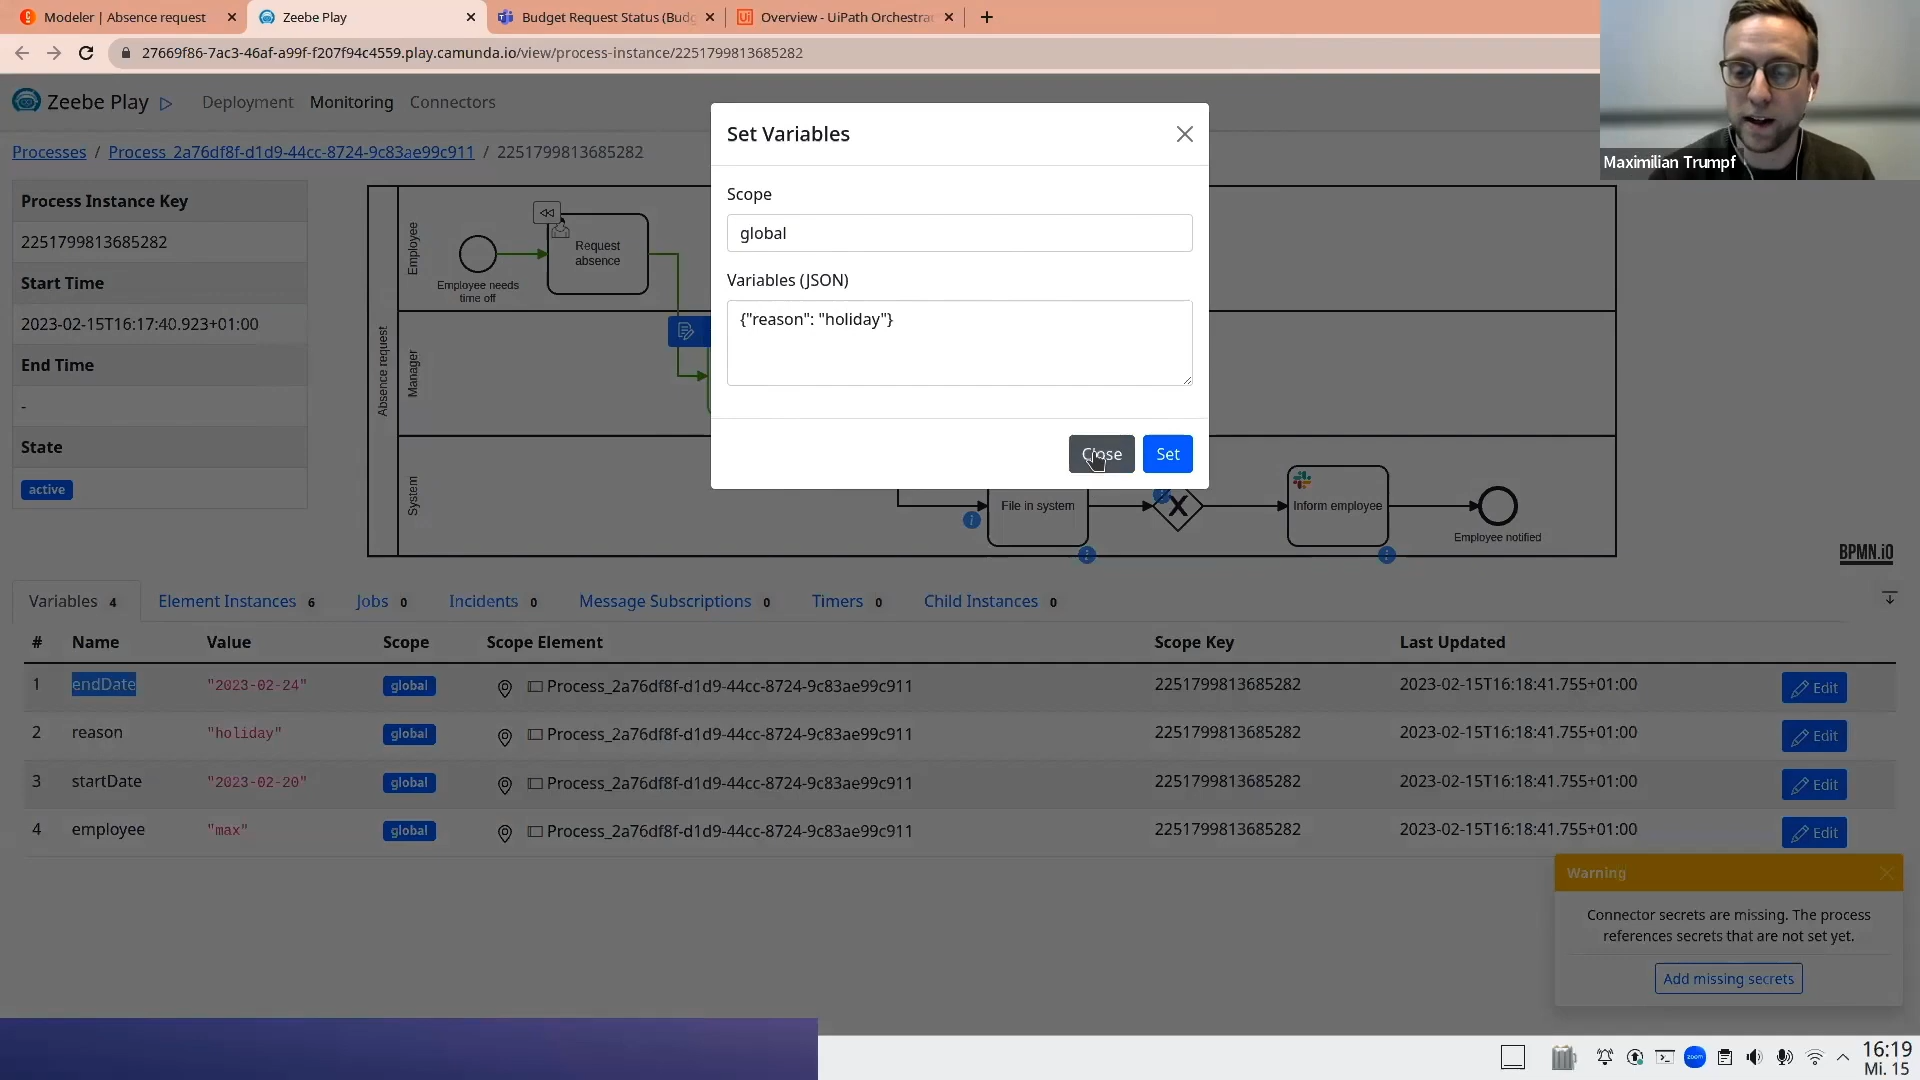 Modeler | Absence request
Zeebe Play
Budget Request Status (Budg
Overview - UiPath Orchestrat
27669f86-7ac3-46af-a99f-f207f94c4559.play.camunda.io/view/process-instance/2251799813685282
Zeebe Play
Deployment
Monitoring
Connectors
Processes / Process_2a76df8f-d1d9-44cc-8724-9c83ae99c911 / 2251799813685282
Process Instance Key
2251799813685282
Start Time
2023-02-15T16:17:40.923+01:00
End Time
-
State
active
Absence request
Employee
Manager
System
Employee needs
time off
Request
absence
File in system
X
Inform employee
Employee notified
BPMN.iO
Set Variables
Scope
global
Variables (JSON)
{"reason": "holiday"}
Close
Set
Maximilian Trumpf
Variables 4
Element Instances 6
Jobs 0
Incidents 0
Message Subscriptions 0
Timers 0
Child Instances 0
# Name Value Scope Scope Element Scope Key Last Updated
1 endDate "2023-02-24" global Process_2a76df8f-d1d9-44cc-8724-9c83ae99c911 2251799813685282 2023-02-15T16:18:41.755+01:00 Edit
2 reason "holiday" global Process_2a76df8f-d1d9-44cc-8724-9c83ae99c911 2251799813685282 2023-02-15T16:18:41.755+01:00 Edit
3 startDate "2023-02-20" global Process_2a76df8f-d1d9-44cc-8724-9c83ae99c911 2251799813685282 2023-02-15T16:18:41.755+01:00 Edit
4 employee "max" global Process_2a76df8f-d1d9-44cc-8724-9c83ae99c911 2251799813685282 2023-02-15T16:18:41.755+01:00 Edit
Warning
Connector secrets are missing. The process
references secrets that are not set yet.
Add missing secrets
zoom
16:19
Mi. 15